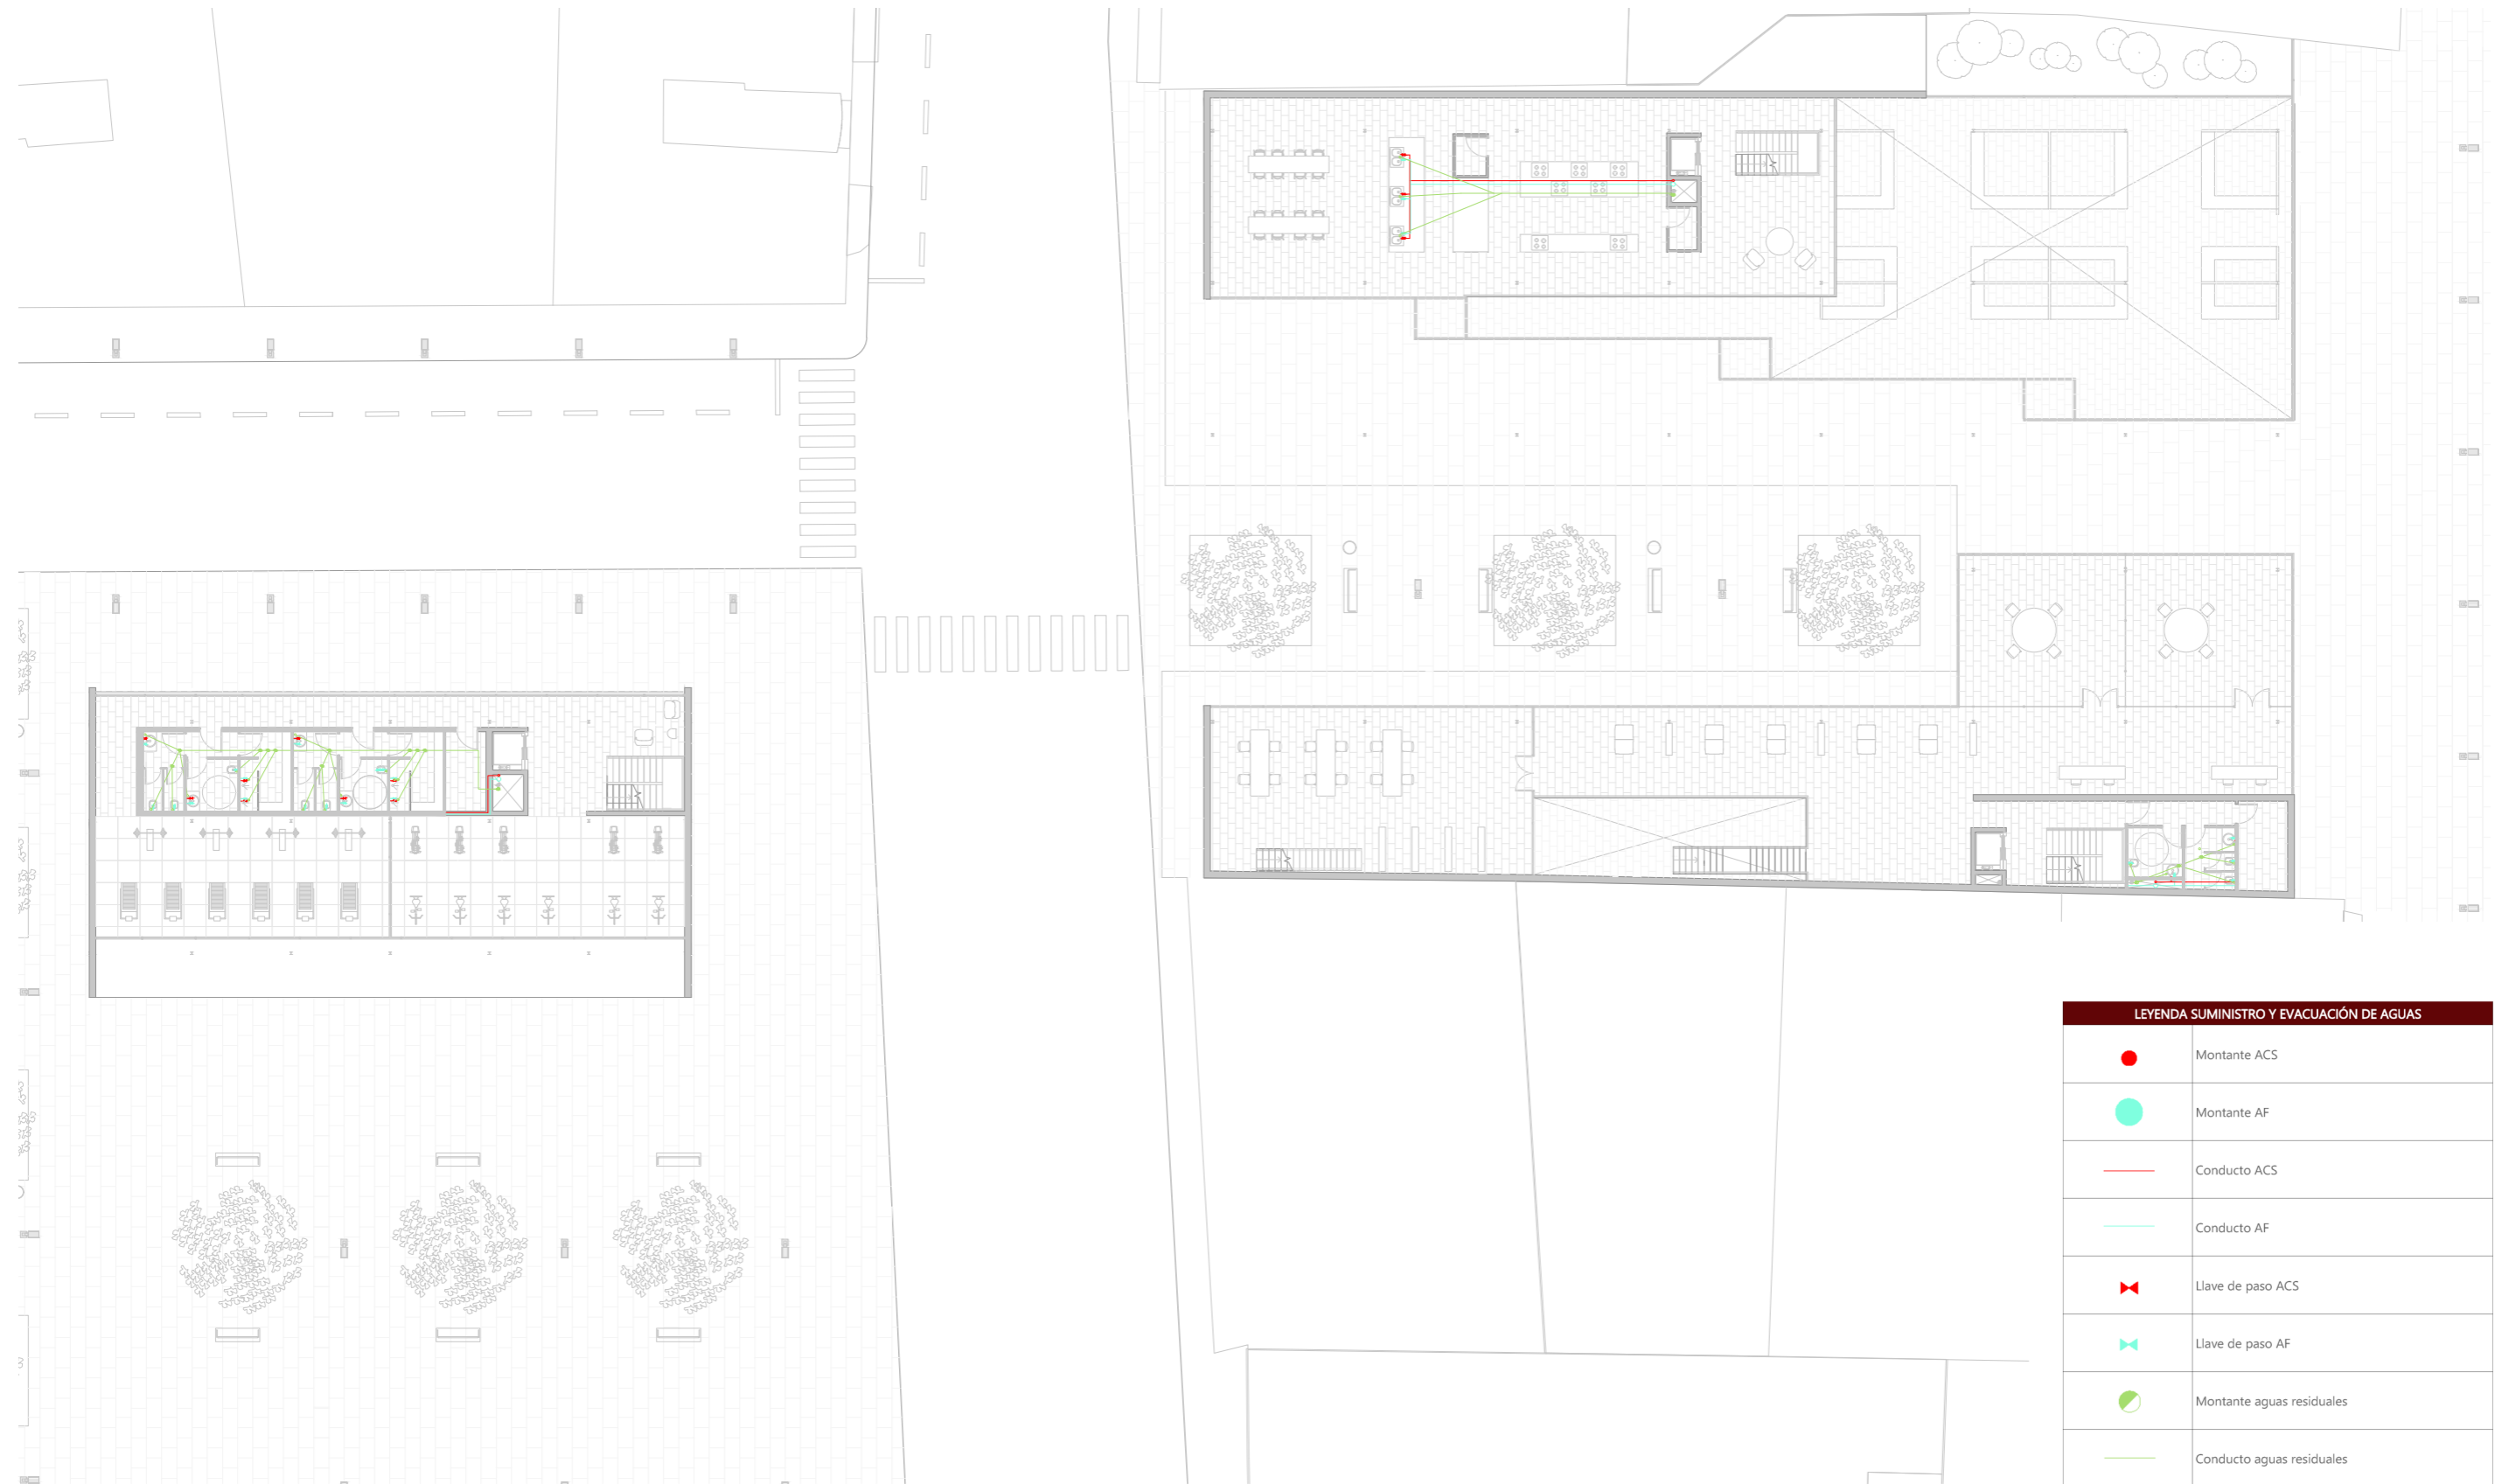 LEYENDA SUMINISTRO Y EVACUACIÓN DE AGUAS
Montante ACS
Montante AF
Conducto ACS
Conducto AF
Llave de paso ACS
Llave de paso AF
Montante aguas residuales
Conducto aguas residuales